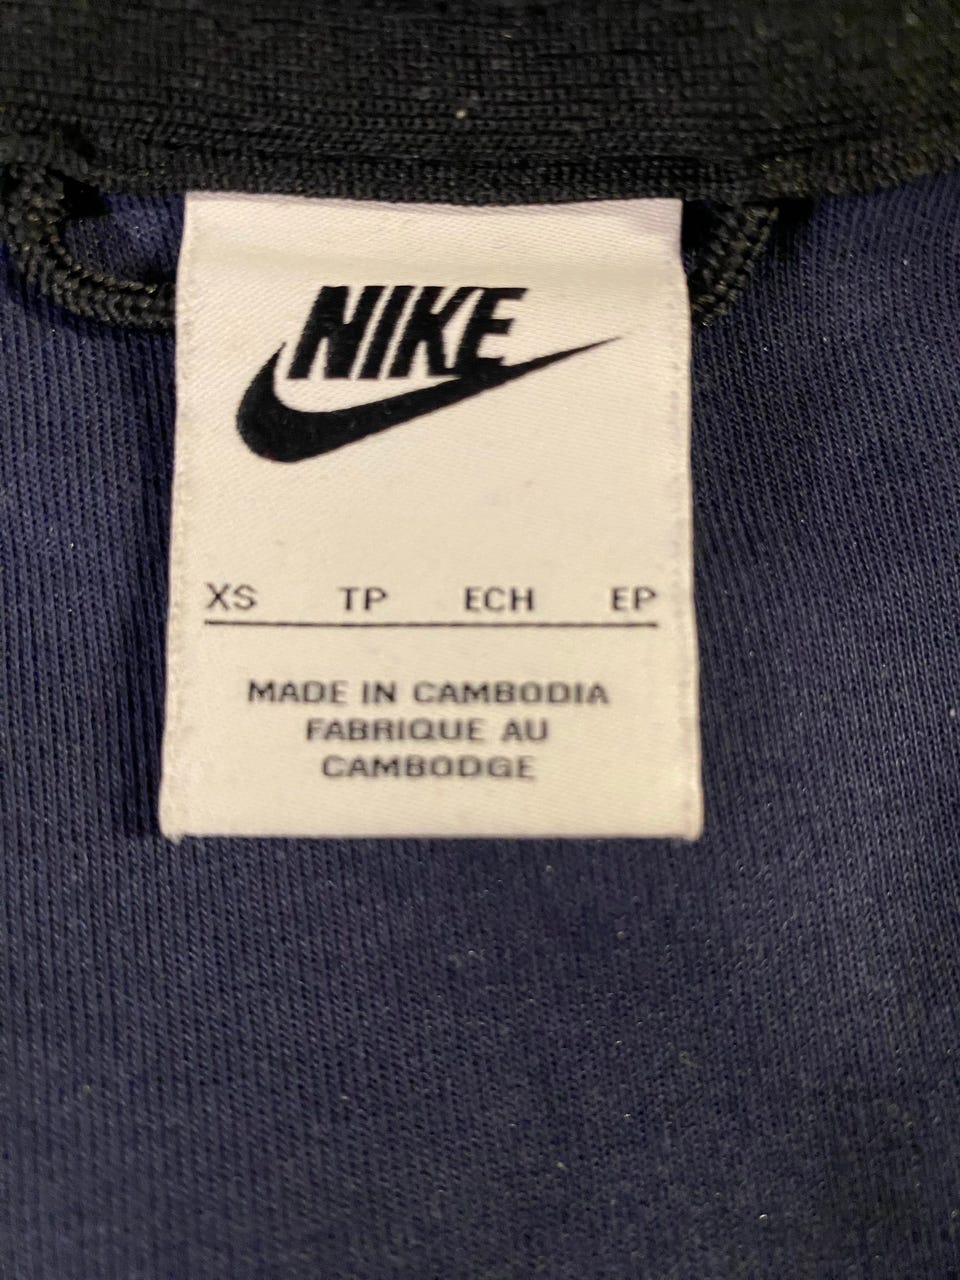 NIKE
XS TP ECH EP
MADE IN CAMBODIA
FABRIQUE AU
CAMBODGE